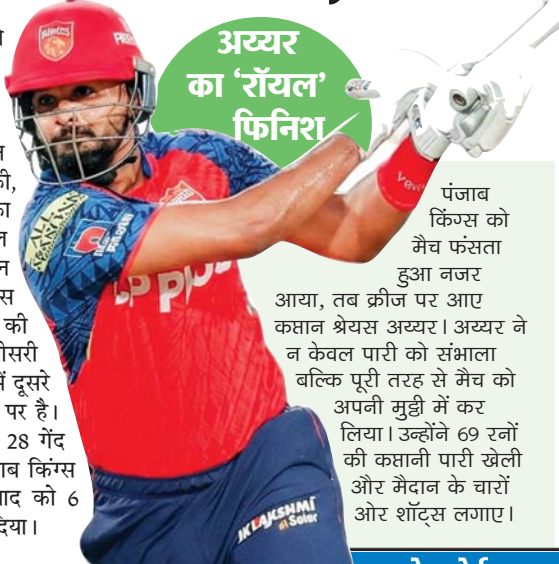 अय्यर
का ‘रॉयल’
फिनिश
पंजाब
किंग्स को
मैच फंसता
हुआ नजर
आया, तब क्रीज पर आए
कप्तान श्रेयस अय्यर। अय्यर ने
न केवल पारी को संभाला
बल्कि पूरी तरह से मैच को
अपनी मुट्ठी में कर
लिया। उन्होंने 69 रनों
की कप्तानी पारी खेली
और मैदान के चारों
ओर शॉट्स लगाए।
की
में दूसरे
पर है।
28 गेंद
किंग्स
को 6
दिया।
JK LAKSHMI
Solar